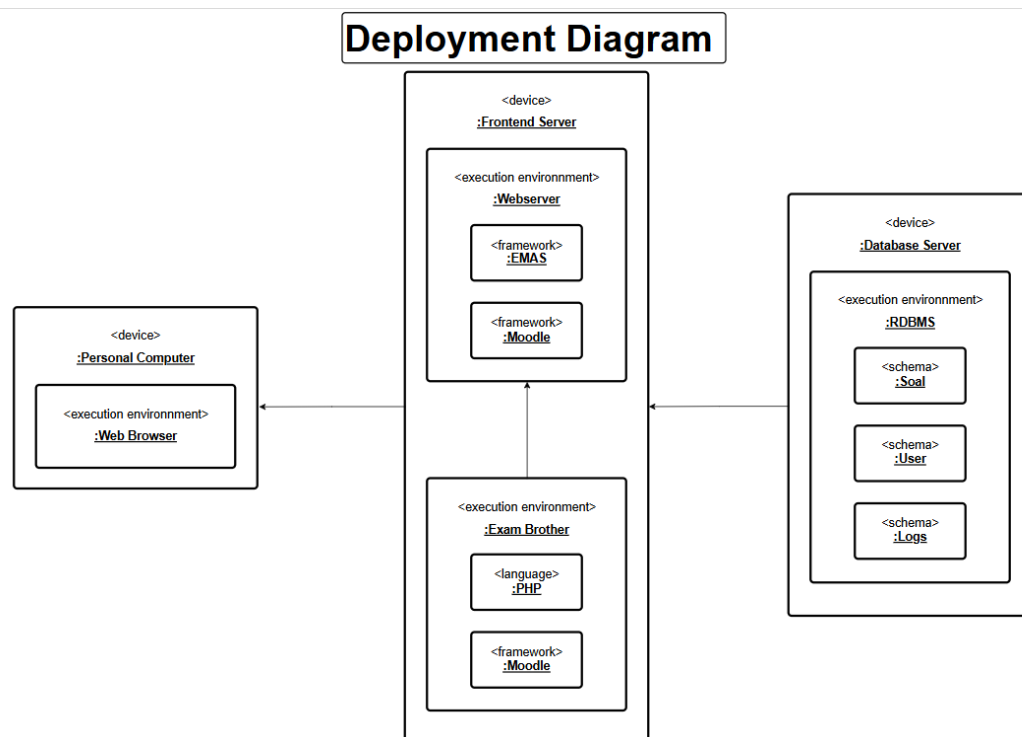 Deployment Diagram
<device>
:Frontend Server
<execution environnment>
:Webserver
<framework>
:EMAS
<framework>
:Moodle
<execution environment>
:Exam Brother
<language>
:PHP
<framework>
:Moodle
<device>
:Personal Computer
<execution environnment>
:Web Browser
<device>
:Database Server
<execution environnment>
:RDBMS
<schema>
:Soal
<schema>
:User
<schema>
:Logs